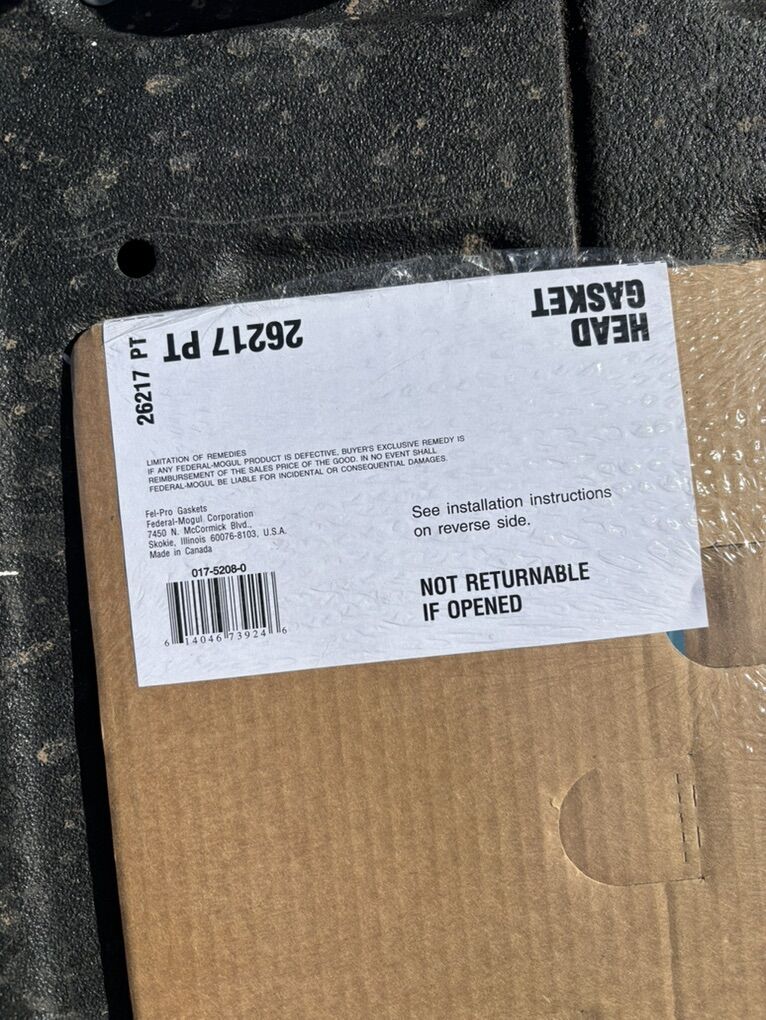 26217 PT
26217 PT
HEAD
GASKET
LIMITATION OF REMEDIES
IF ANY FEDERAL-MOGUL PRODUCT IS DEFECTIVE, BUYER'S EXCLUSIVE REMEDY IS
REIMBURSEMENT OF THE SALES PRICE OF THE GOOD. IN NO EVENT SHALL
FEDERAL-MOGUL BE LIABLE FOR INCIDENTAL OR CONSEQUENTIAL DAMAGES.
Fel-Pro Gaskets
Federal-Mogul Corporation
7450 N. McCormick Blvd.,
Skokie, Illinois 60076-8103, U.S.A.
Made in Canada
017-5208-0
6 14046 73924 6
See installation instructions
on reverse side.
NOT RETURNABLE
IF OPENED